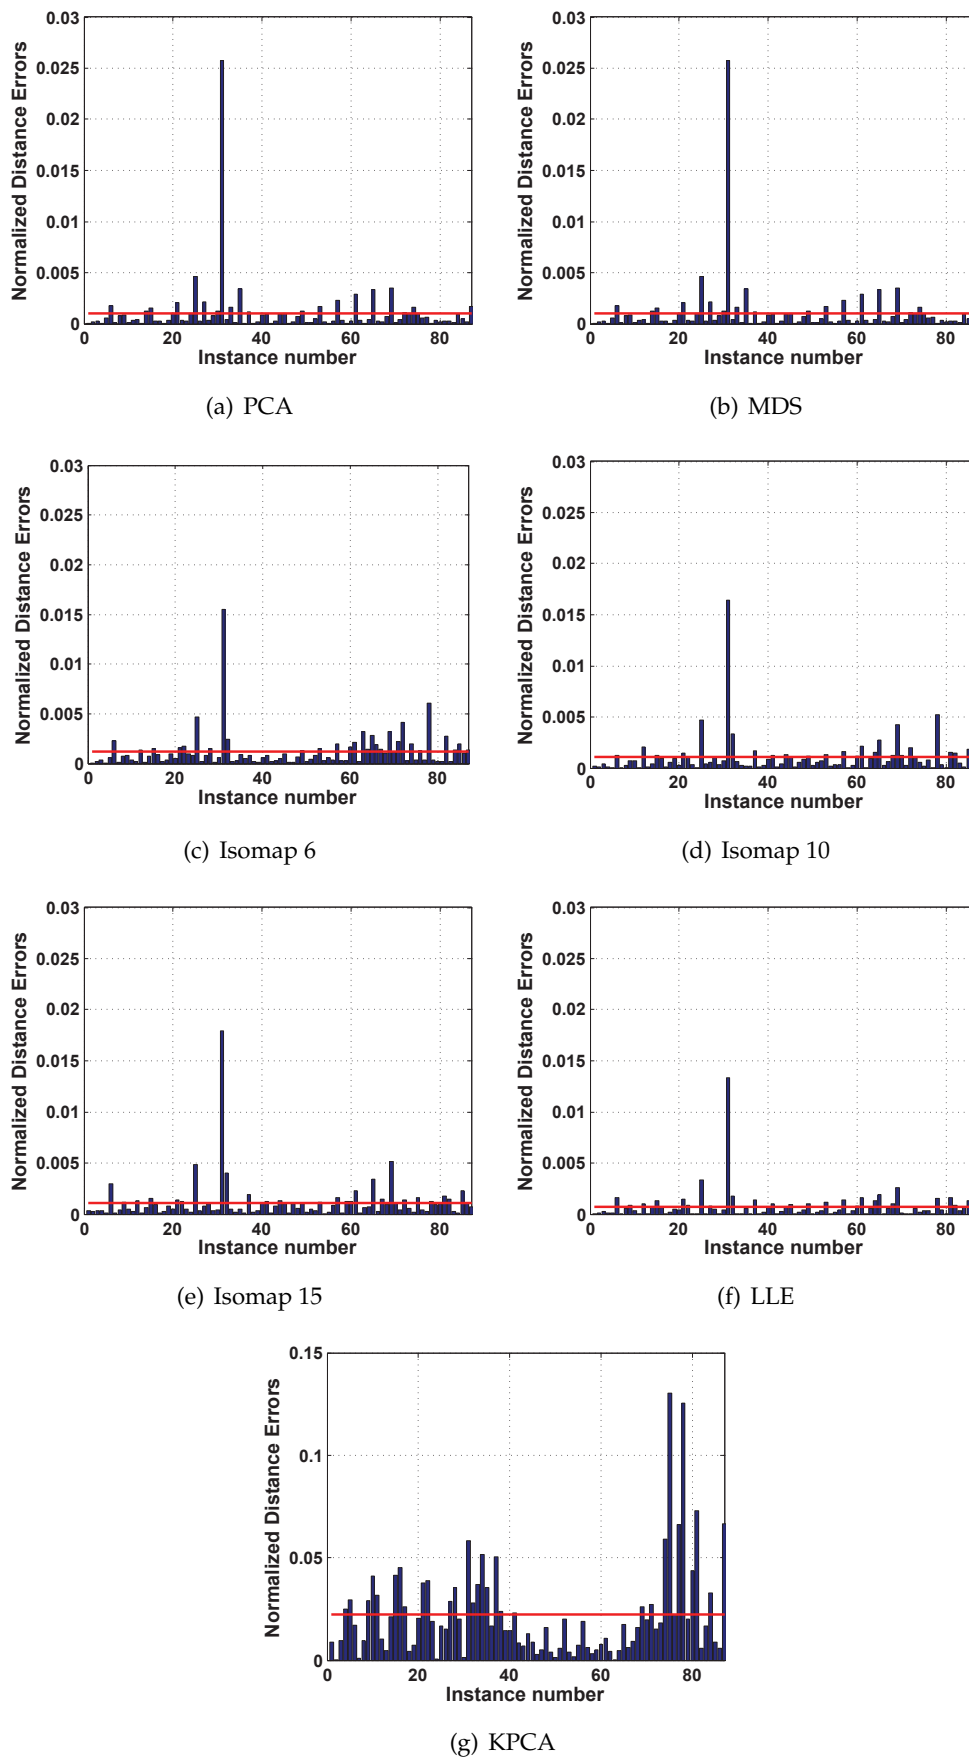 0.03
0.025
0.02
0.015
0.01
0.005
0
Normalized Distance Errors
0 20 40 60 80
Instance number
(a) PCA
0.03
0.025
0.02
0.015
0.01
0.005
0
Normalized Distance Errors
0 20 40 60 80
Instance number
(b) MDS
0.03
0.025
0.02
0.015
0.01
0.005
0
Normalized Distance Errors
0 20 40 60 80
Instance number
(c) Isomap 6
0.03
0.025
0.02
0.015
0.01
0.005
0
Normalized Distance Errors
0 20 40 60 80
Instance number
(d) Isomap 10
0.03
0.025
0.02
0.015
0.01
0.005
0
Normalized Distance Errors
0 20 40 60 80
Instance number
(e) Isomap 15
0.03
0.025
0.02
0.015
0.01
0.005
0
Normalized Distance Errors
0 20 40 60 80
Instance number
(f) LLE
0.15
0.1
0.05
0
Normalized Distance Errors
0 20 40 60 80
Instance number
(g) KPCA